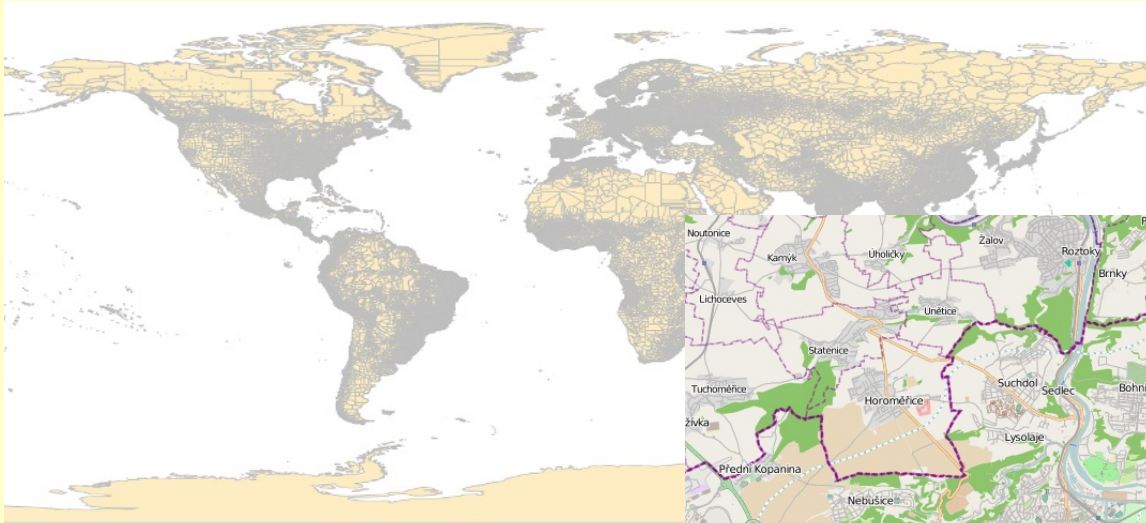 Noutonice
Kamýk
Úholičky
Žalov
Roztoky
Brnky
Lichoceves
Únětice
Statenice
Tuchoměřice
Horoměřice
Suchdol
Sedlec
Bohni
Lysolaje
živka
Přední Kopanina
Nebušice